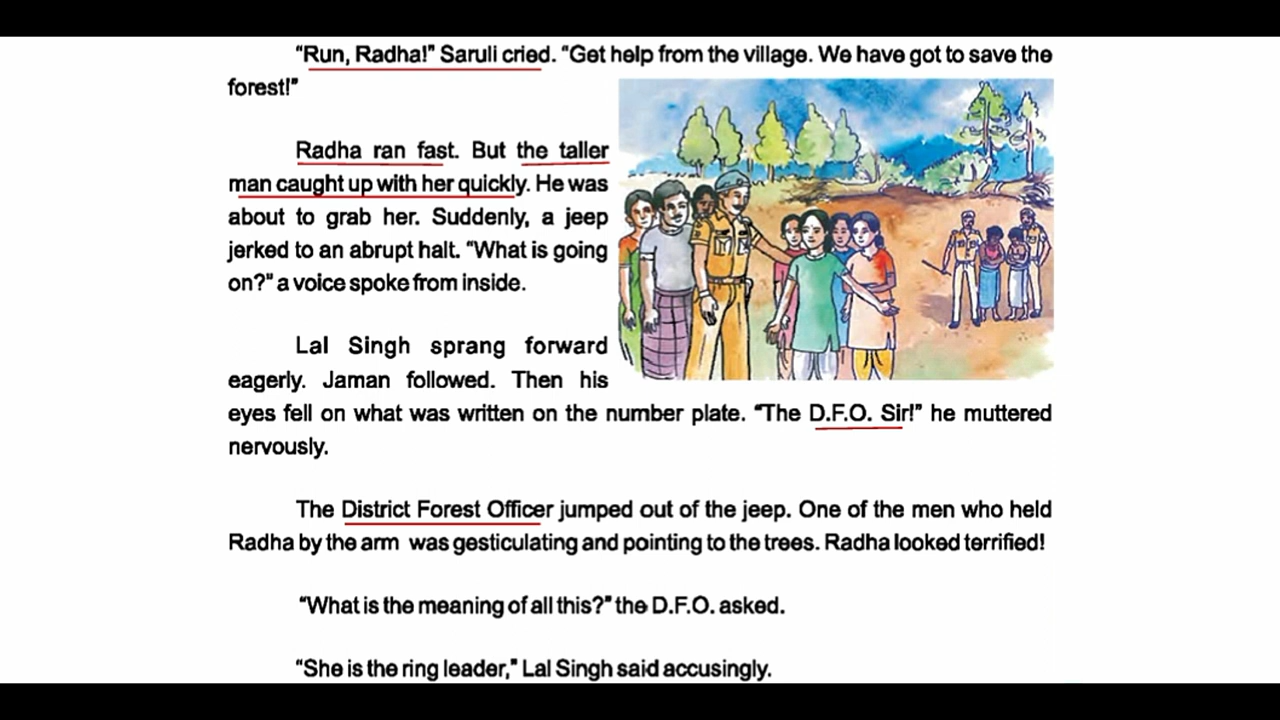 “Run, Radha!” Saruli cried. “Get help from the village. We have got to save the
forest!”
Radha ran fast. But the taller
man caught up with her quickly. He was
about to grab her. Suddenly, a jeep
jerked to an abrupt halt. “What is going
on?” a voice spoke from inside.
Lal Singh sprang forward
eagerly. Jaman followed. Then his
eyes fell on what was written on the number plate. “The D.F.O. Sir!” he muttered
nervously.
The District Forest Officer jumped out of the jeep. One of the men who held
Radha by the arm was gesticulating and pointing to the trees. Radha looked terrified!
“What is the meaning of all this?” the D.F.O. asked.
“She is the ring leader,” Lal Singh said accusingly.